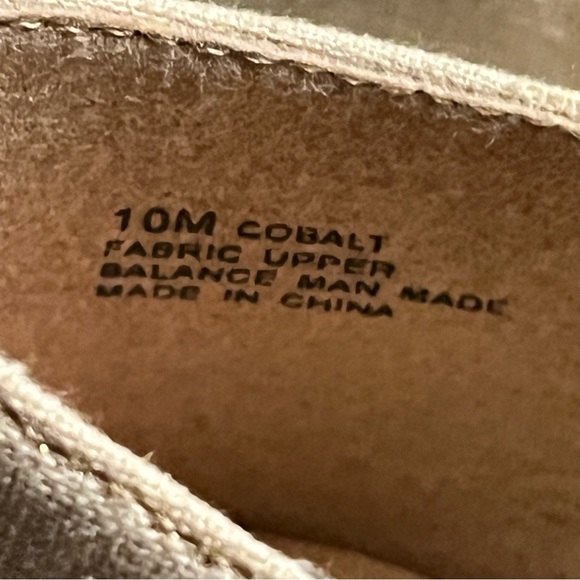 10M COBALT
FABRIC UPPER
BALANCE MAN MADE
MADE IN CHINA